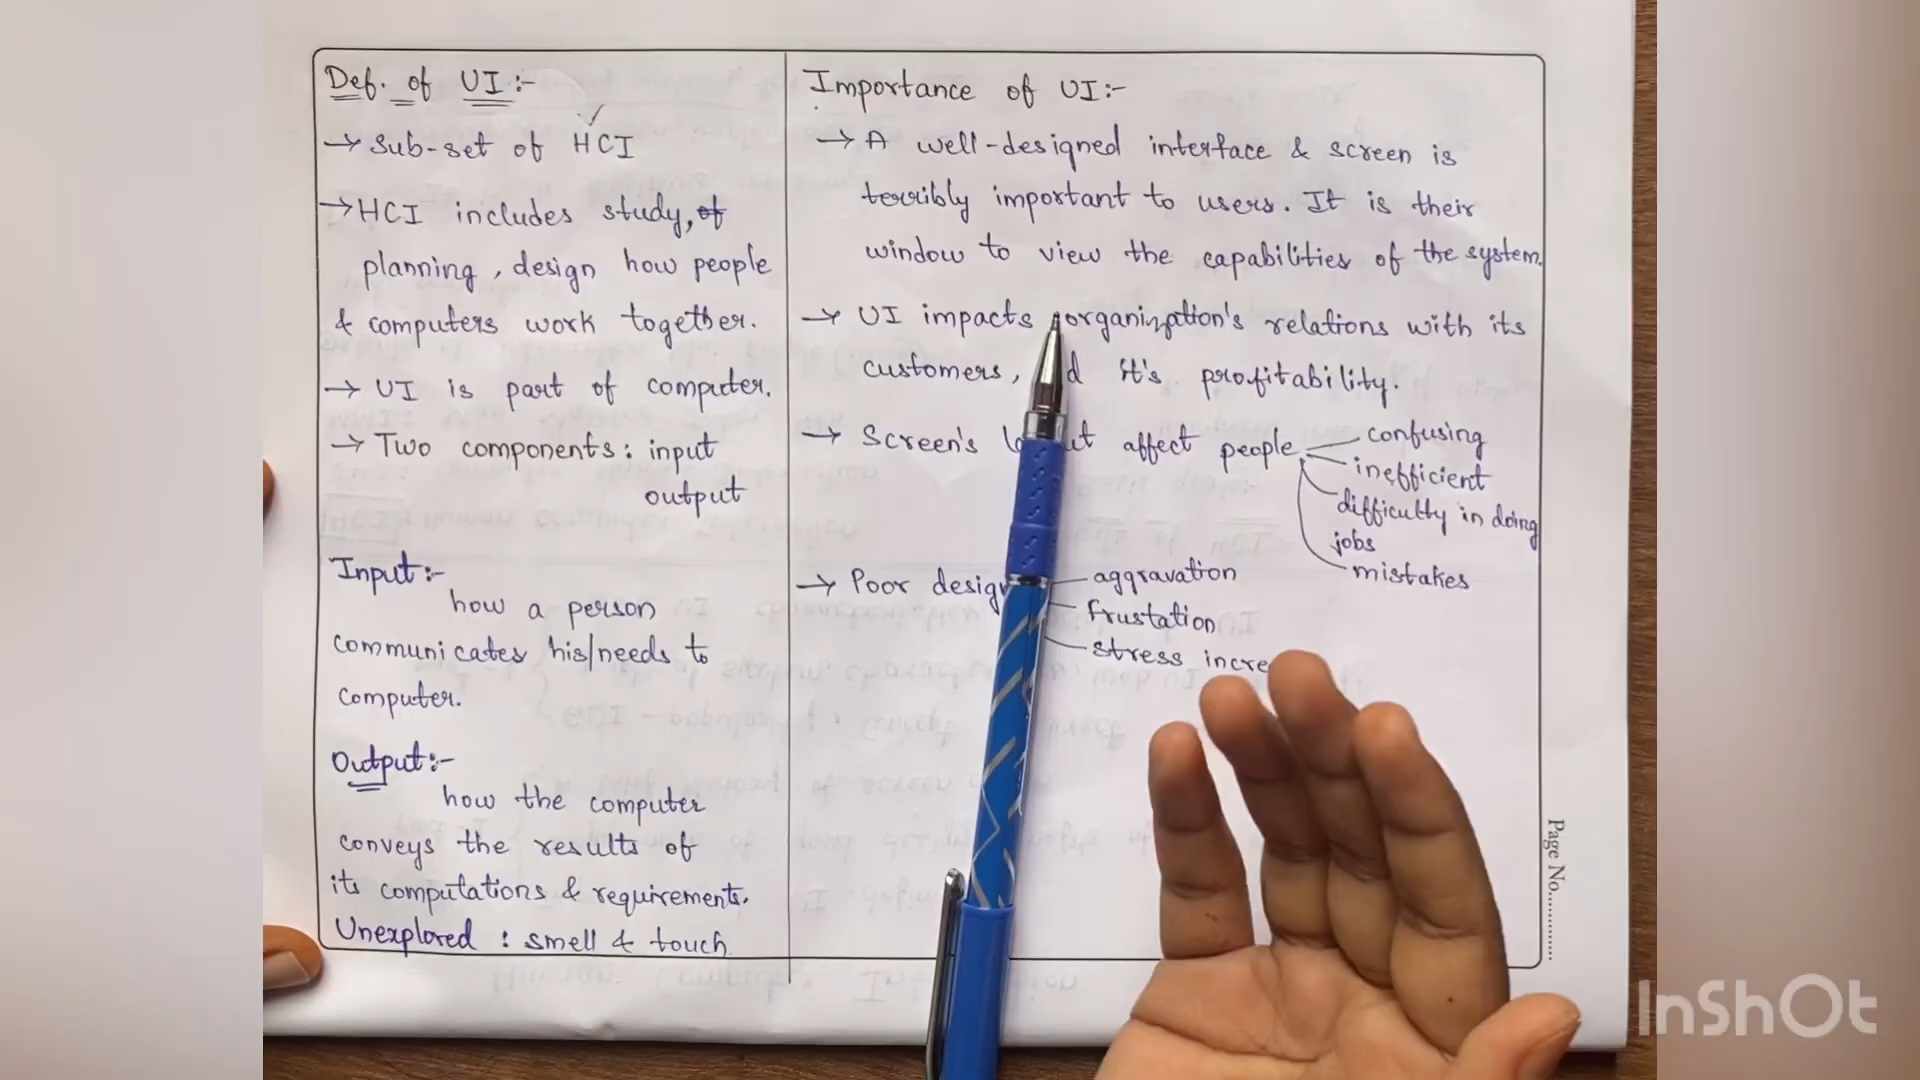 Def. of UI:-
→ Sub-set of HCI
→ HCI includes study, of
planning, design how people
& computers work together.
→ UI is part of computer.
→ Two components: input
output
Input:-
how a person
communicates his/needs to
computer.
Output:-
how the computer
conveys the results of
its computations & requirements.
Unexplored : smell & touch.
Importance of UI:-
→ A well-designed interface & screen is
terribly important to users. It is their
window to view the capabilities of the system.
→ UI impacts organization's relations with its
customers, it's profitability.
→ Screen's affect people
confusing
inefficient
difficulty in doing
jobs
mistakes
→ Poor design
aggravation
frustation
stress incre
Page No..............
InShOt